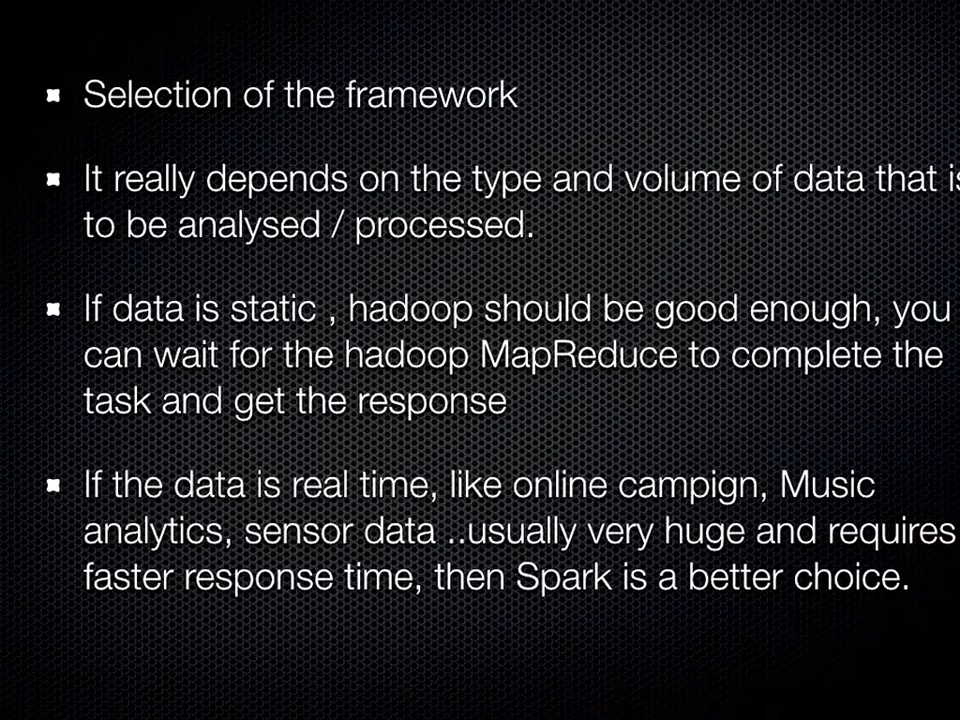 Selection of the framework
It really depends on the type and volume of data that is
to be analysed / processed.
If data is static , hadoop should be good enough, you
can wait for the hadoop MapReduce to complete the
task and get the response
If the data is real time, like online campign, Music
analytics, sensor data ..usually very huge and requires
faster response time, then Spark is a better choice.